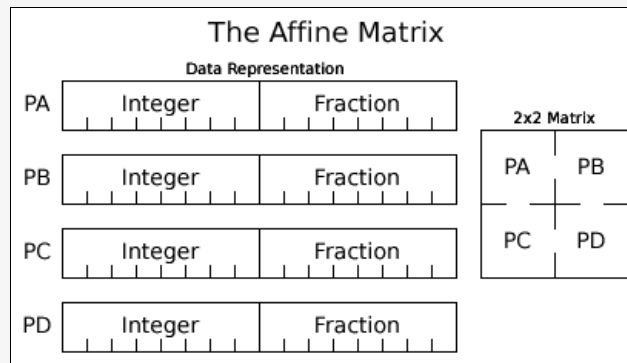 The Affine Matrix
Data Representation
PA Integer Fraction
2x2 Matrix
PB Integer Fraction
PA PB
PC Integer Fraction
PC PD
PD Integer Fraction